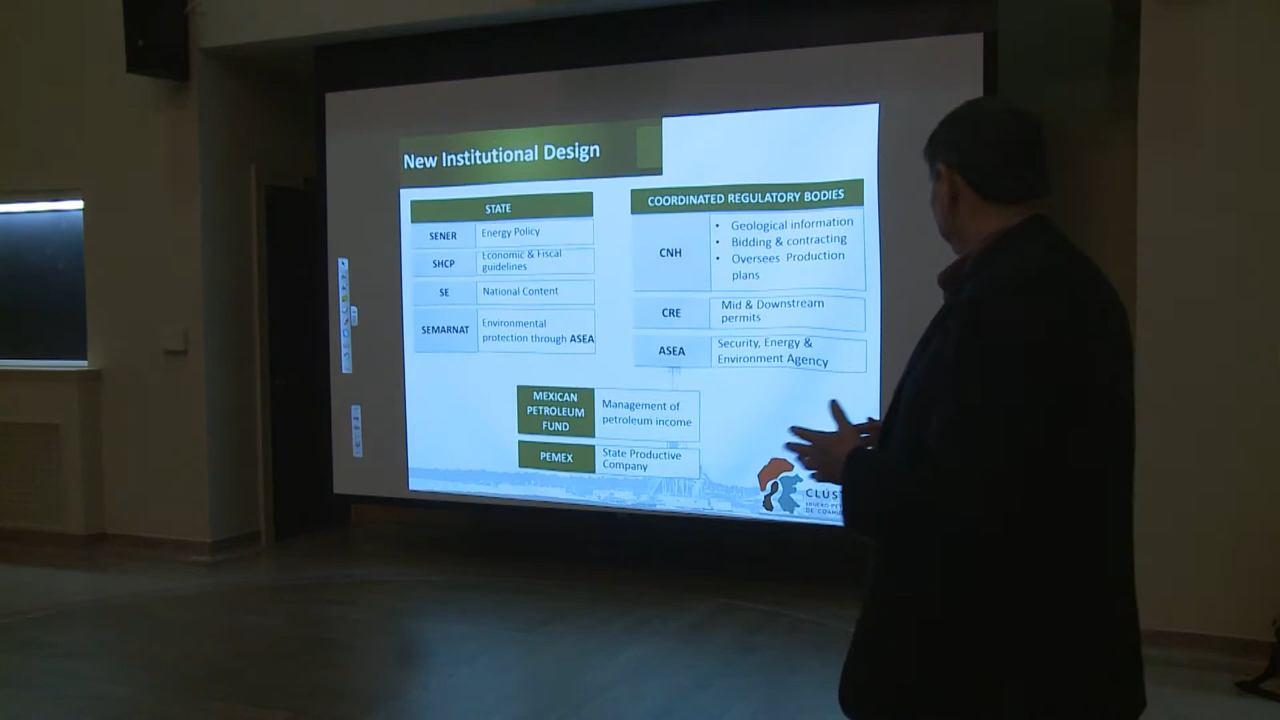 New Institutional Design
STATE
SENER
Energy Policy
SHCP
Economic & Fiscal
guidelines
SE
National Content
SEMARNAT
Environmental
protection through ASEA
COORDINATED REGULATORY BODIES
CNH
• Geological information
• Bidding & contracting
• Oversees Production
plans
CRE
Mid & Downstream
permits
ASEA
Security, Energy &
Environment Agency
MEXICAN
PETROLEUM
FUND
Management of
petroleum income
PEMEX
State Productive
Company